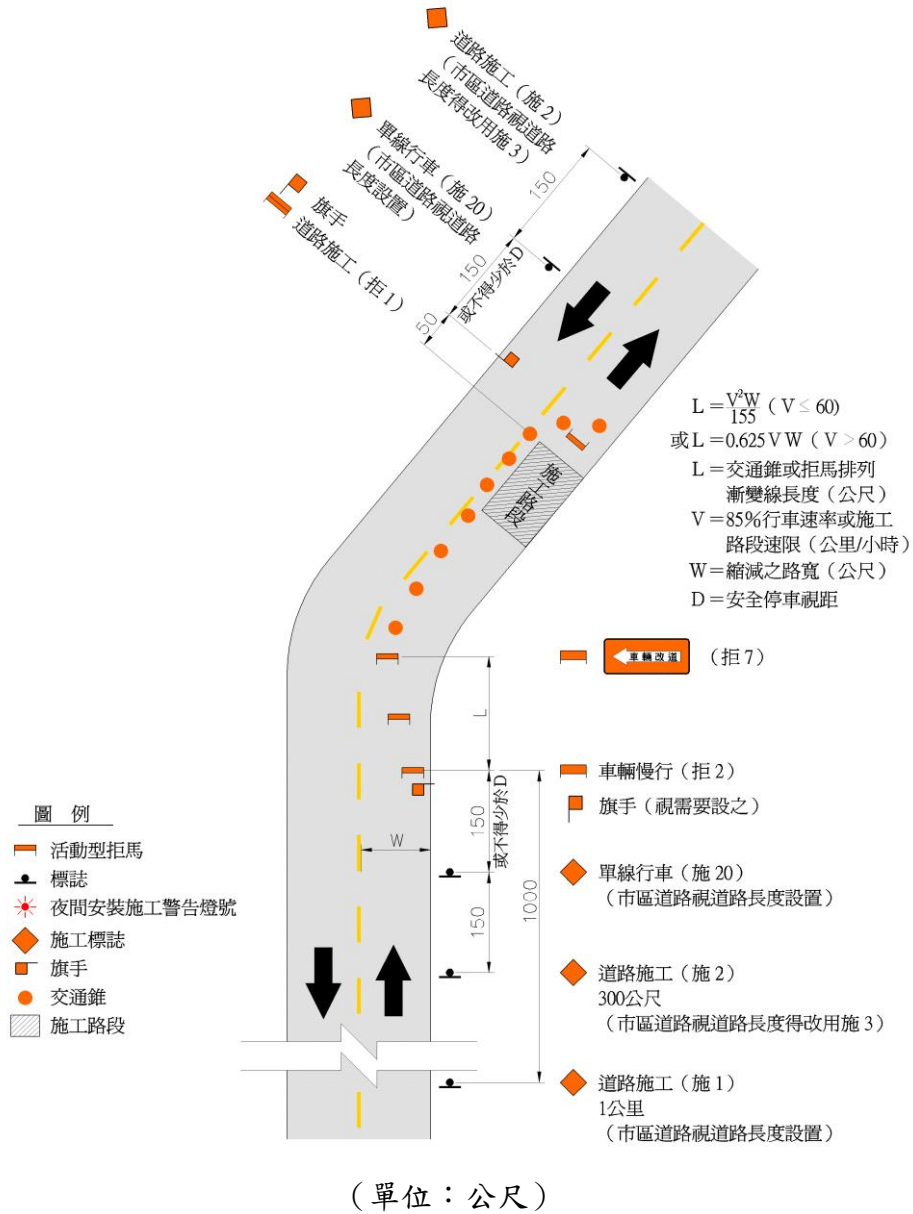 道路施工（施2）
（市區道路視道路
長度得改用施3）
單線行車（施20）
（市區道路視道路
長度設置）
旗手
道路施工（拒1）
150
150
或不得少於D
50
施工路段
L＝V²W/155（V≤60）
或L＝0.625VW（V>60）
L＝交通錐或拒馬排列
漸變線長度（公尺）
V＝85%行車速率或施工
路段速限（公里/小時）
W＝縮減之路寬（公尺）
D＝安全停車視距
車輛改道
（拒7）
L
車輛慢行（拒2）
旗手（視需要設之）
150
或不得少於D
W
150
1000
單線行車（施20）
（市區道路視道路長度設置）
道路施工（施2）
300公尺
（市區道路視道路長度得改用施3）
道路施工（施1）
1公里
（市區道路視道路長度設置）
圖例
活動型拒馬
標誌
夜間安裝施工警告燈號
施工標誌
旗手
交通錐
施工路段
（單位：公尺）